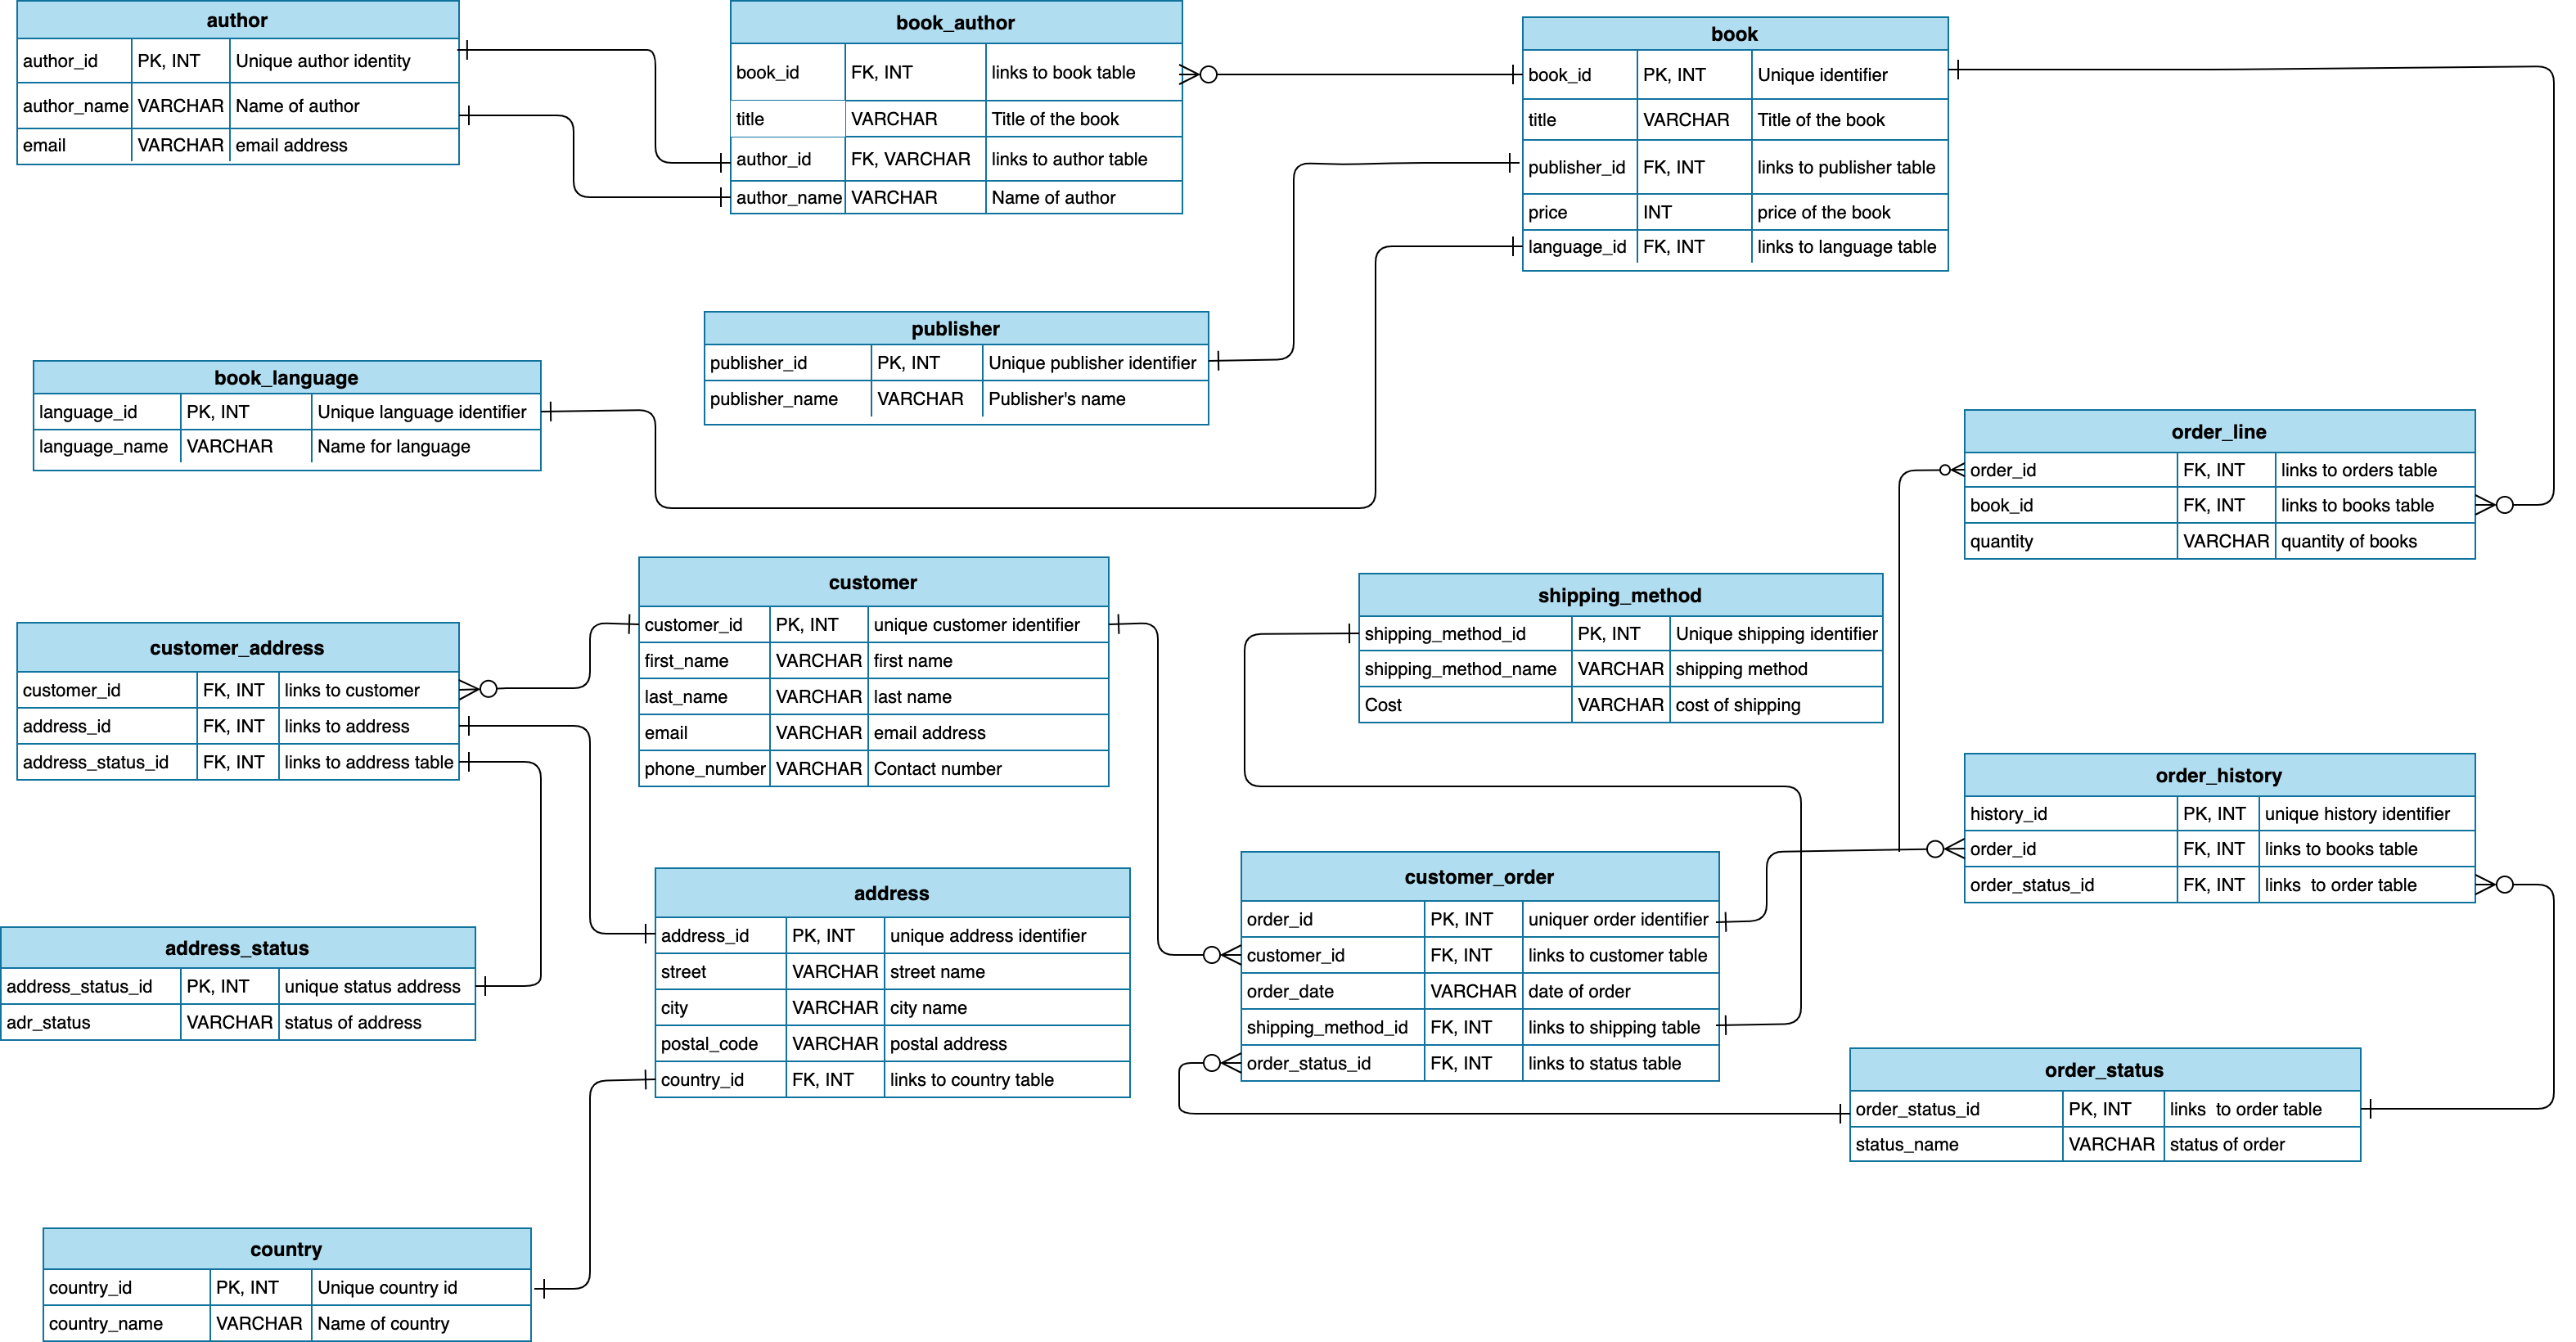 author
author_id PK, INT Unique author identity
author_name VARCHAR Name of author
email VARCHAR email address
book_author
book_id FK, INT links to book table
title VARCHAR Title of the book
author_id FK, VARCHAR links to author table
author_name VARCHAR Name of author
book
book_id PK, INT Unique identifier
title VARCHAR Title of the book
publisher_id FK, INT links to publisher table
price INT price of the book
language_id FK, INT links to language table
publisher
publisher_id PK, INT Unique publisher identifier
publisher_name VARCHAR Publisher's name
book_language
language_id PK, INT Unique language identifier
language_name VARCHAR Name for language
order_line
order_id FK, INT links to orders table
book_id FK, INT links to books table
quantity VARCHAR quantity of books
customer
customer_id PK, INT unique customer identifier
first_name VARCHAR first name
last_name VARCHAR last name
email VARCHAR email address
phone_number VARCHAR Contact number
shipping_method
shipping_method_id PK, INT Unique shipping identifier
shipping_method_name VARCHAR shipping method
Cost VARCHAR cost of shipping
customer_address
customer_id FK, INT links to customer
address_id FK, INT links to address
address_status_id FK, INT links to address table
order_history
history_id PK, INT unique history identifier
order_id FK, INT links to books table
order_status_id FK, INT links to order table
address
address_id PK, INT unique address identifier
street VARCHAR street name
city VARCHAR city name
postal_code VARCHAR postal address
country_id FK, INT links to country table
customer_order
order_id PK, INT uniquer order identifier
customer_id FK, INT links to customer table
order_date VARCHAR date of order
shipping_method_id FK, INT links to shipping table
order_status_id FK, INT links to status table
address_status
address_status_id PK, INT unique status address
adr_status VARCHAR status of address
order_status
order_status_id PK, INT links to order table
status_name VARCHAR status of order
country
country_id PK, INT Unique country id
country_name VARCHAR Name of country